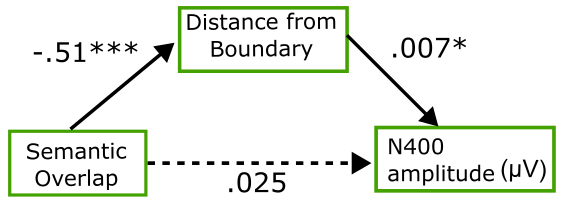 Distance from
Boundary
-.51***
.007*
Semantic
Overlap
.025
N400
amplitude (μV)